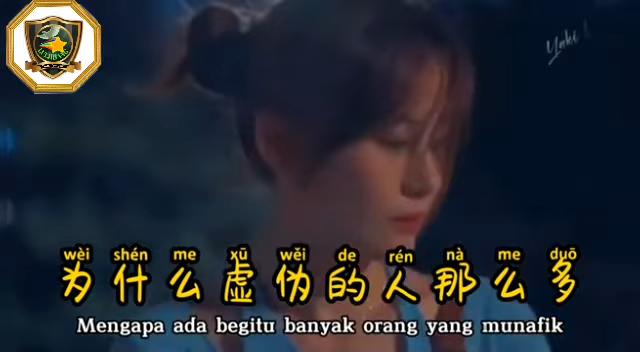 Yuki
wèi shén me xū wěi de rén nà me duō
为什么虚伪的人那么多
Mengapa ada begitu banyak orang yang munafik